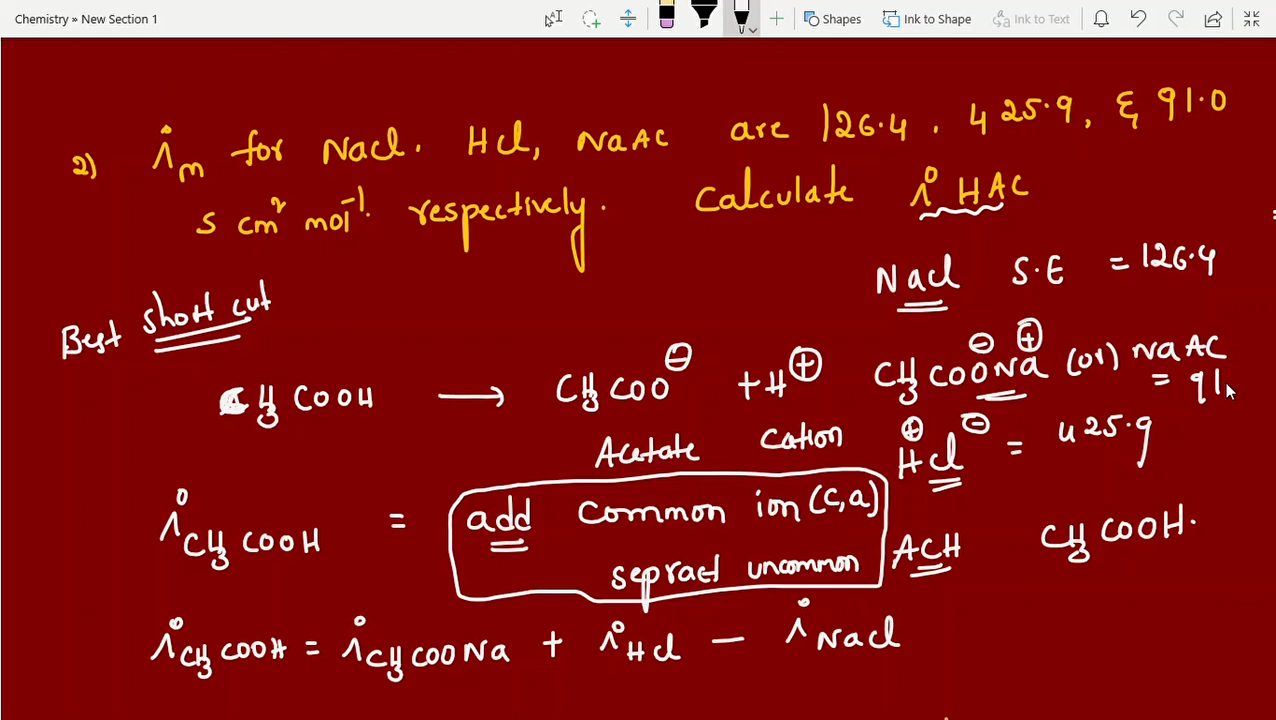 Chemistry » New Section 1
Shapes
Ink to Shape
Ink to Text
2) Λ°m for Nacl. Hcl, NaAC are 126.4, 425.9, & 91.0
S cm² mol⁻¹. respectively. Calculate Λ° HAC
Nacl S.E = 126.4
Best short cut
CH₃COOH ⟶ CH₃COO⊖ + H⊕
CH₃COO⊖Na⊕ (or) NaAC
= 91
Acetate cation
H⊕cl⊖ = 425.9
Λ°CH₃COOH = add common ion (C,a)
sepract uncommon
ACH CH₃COOH.
Λ°CH₃COOH = Λ°CH₃COONa + Λ°Hcl − Λ°Nacl